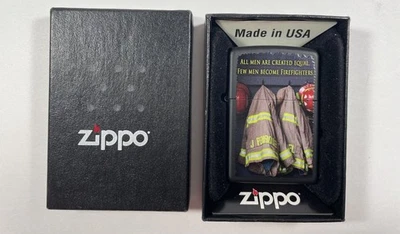 zippo
Made in USA
ALL MEN ARE CREATED EQUAL
FEW MEN BECOME FIREFIGHTERS
zippo